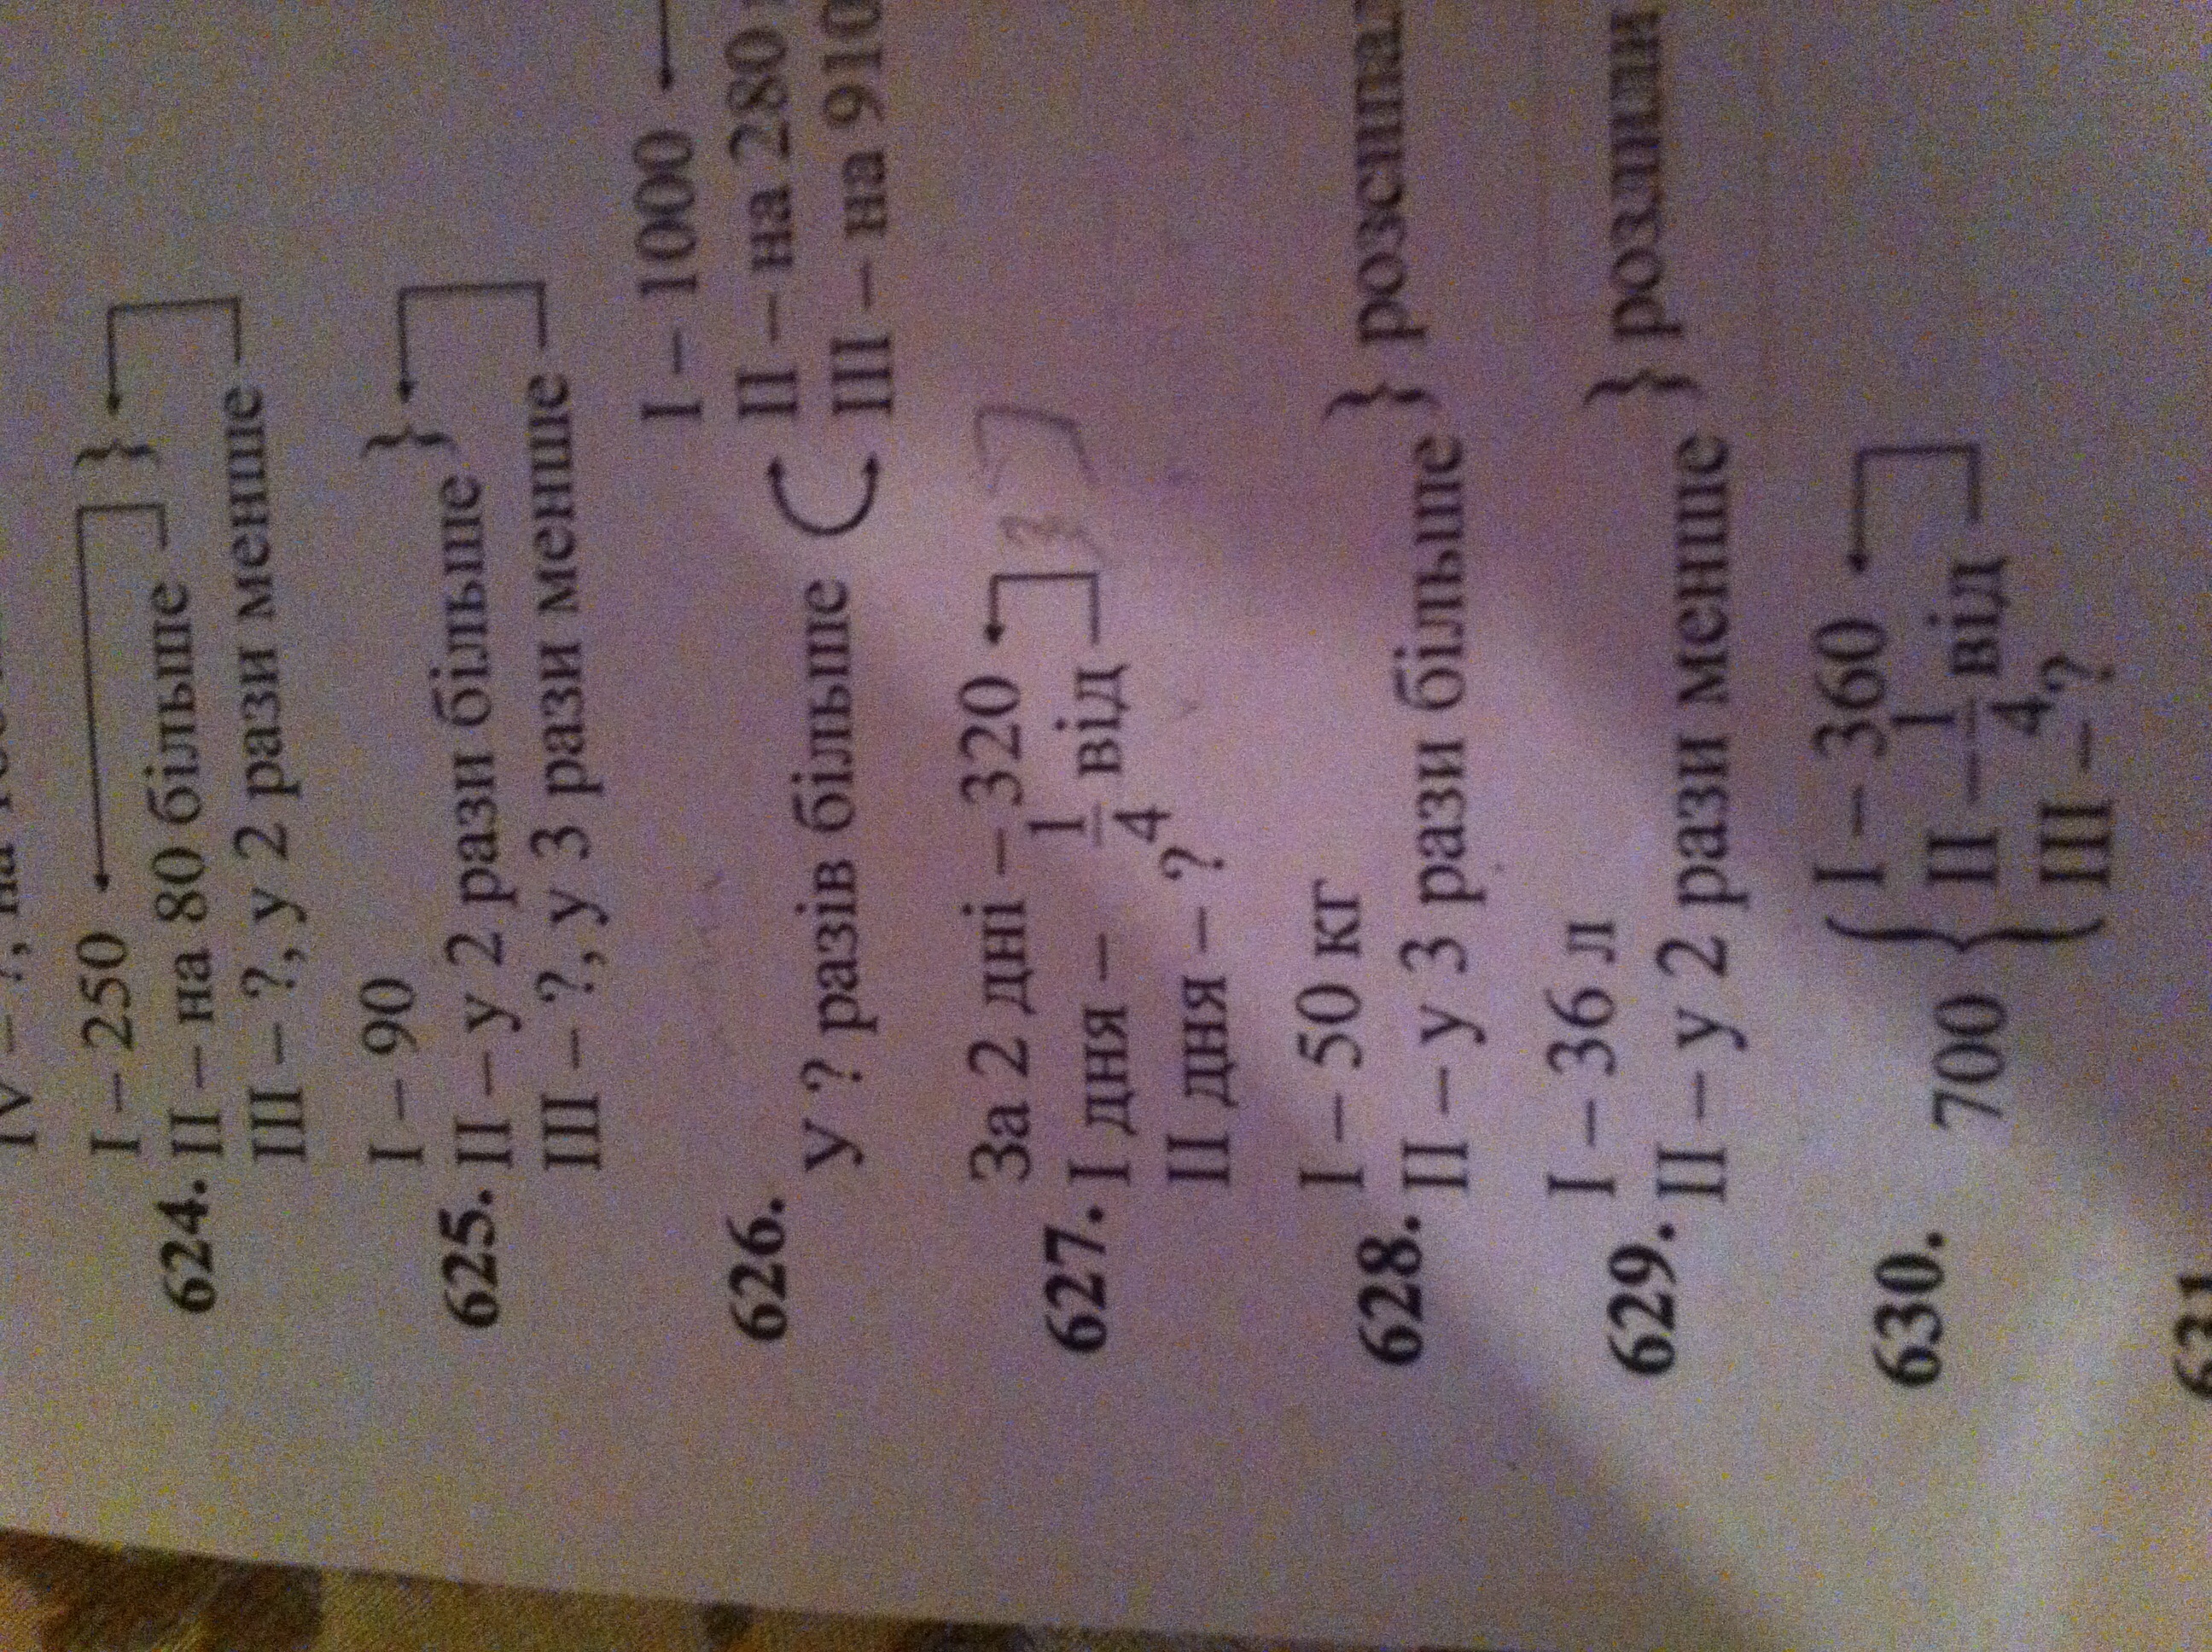 I – 250
624. II – на 80 більше
III – ?, у 2 рази менше
I – 90
625. II – у 2 рази більше
III – ?, у 3 рази менше
I – 1000
626. II – на 280
у ? разів більше III – на 910
За 2 дні – 320
627. I дня – 1/4 від
II дня – ?
I – 50 кг
628. II – у 3 рази більше } розсипал
I – 36 л
629. II – у 2 рази менше } розлили
I – 360
630. 700 { II – 1/4 від
III – ?
631